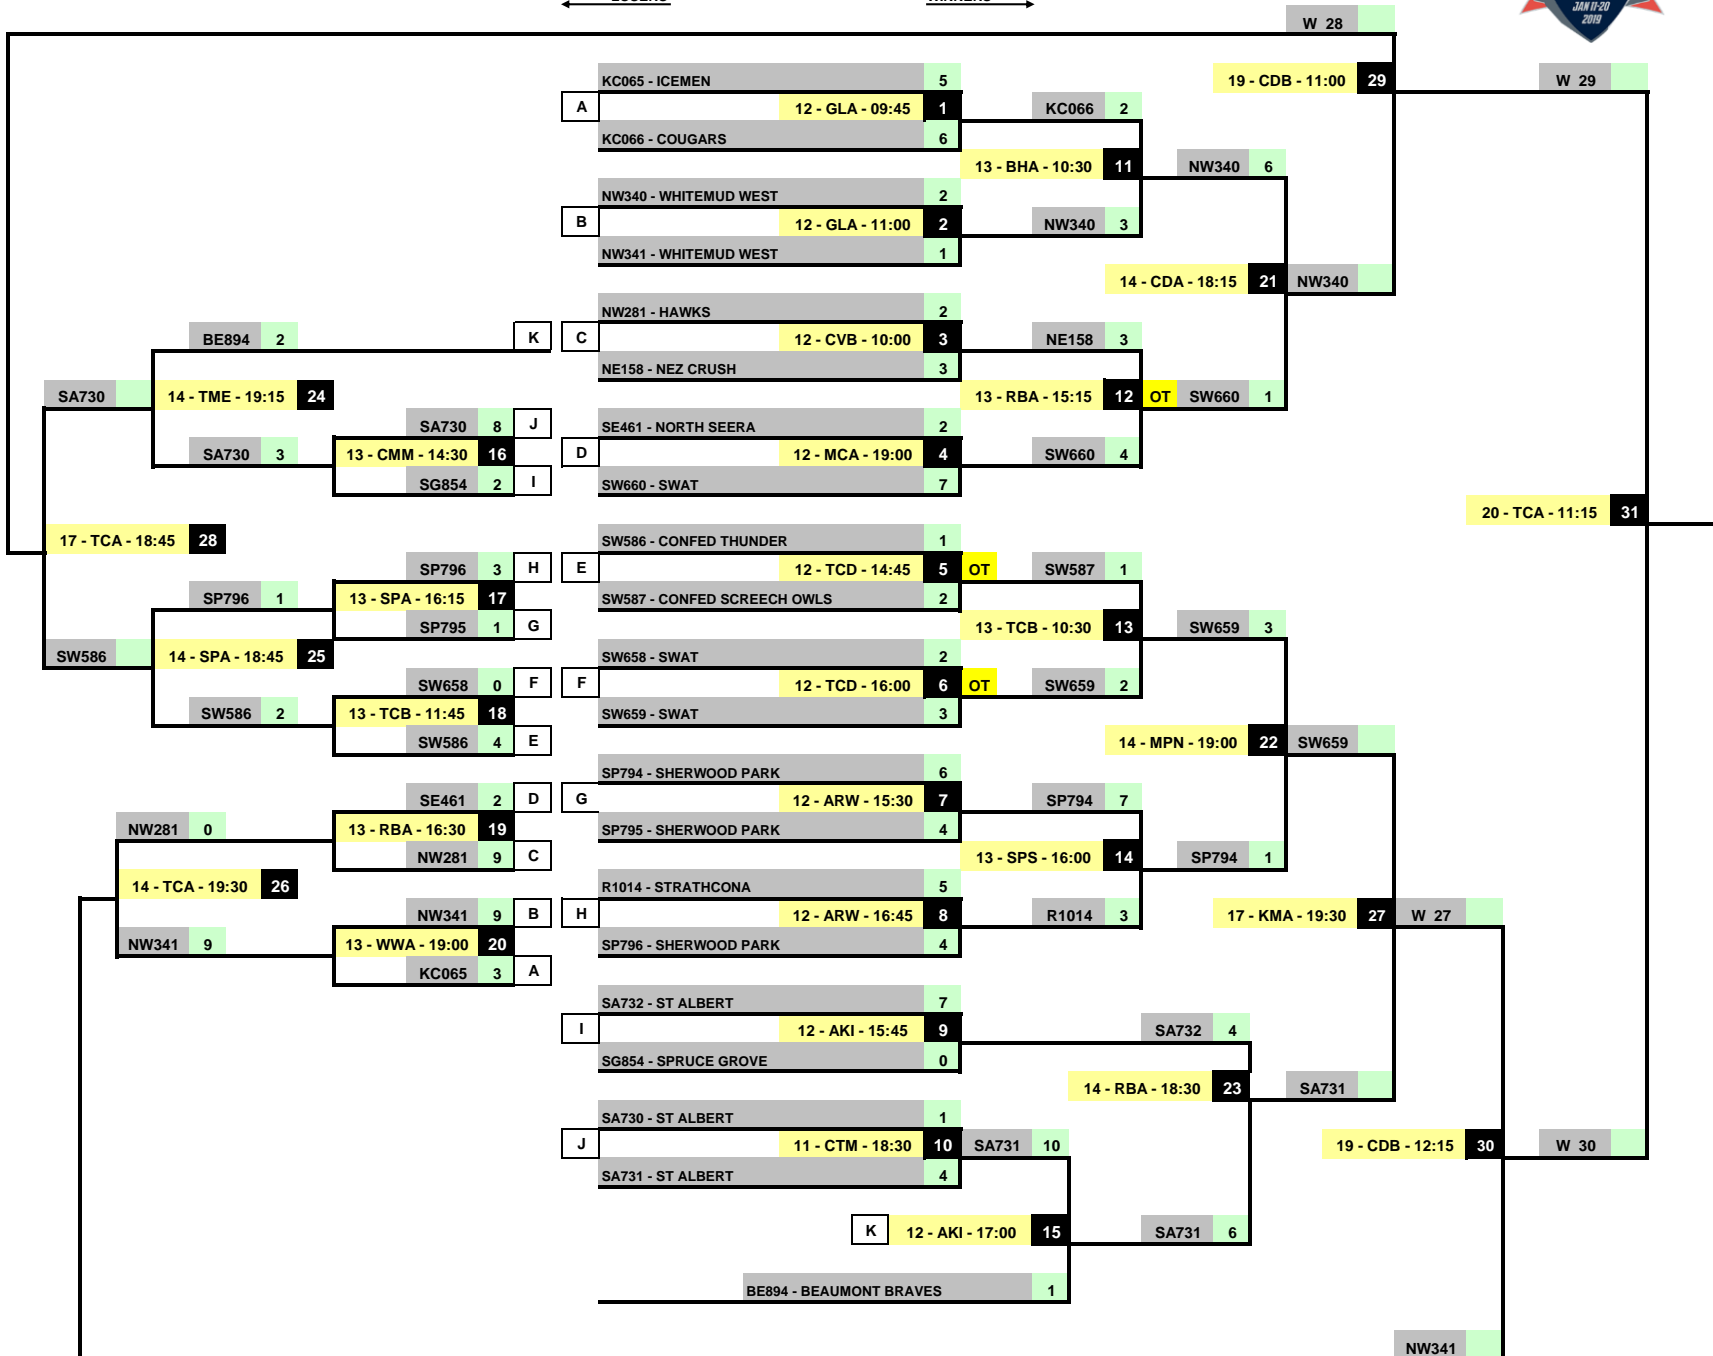 LOSERS
WINNERS
JAN 11-20
2019
W 28
KC065 - ICEMEN 5
19 - CDB - 11:00 29
W 29
A 12 - GLA - 09:45 1
KC066 2
KC066 - COUGARS 6
13 - BHA - 10:30 11
NW340 6
NW340 - WHITEMUD WEST 2
B 12 - GLA - 11:00 2
NW340 3
NW341 - WHITEMUD WEST 1
14 - CDA - 18:15 21 NW340
NW281 - HAWKS 2
BE894 2
K C 12 - CVB - 10:00 3
NE158 3
NE158 - NEZ CRUSH 3
SA730
14 - TME - 19:15 24
13 - RBA - 15:15 12 OT SW660 1
SA730 8 J
SE461 - NORTH SEERA 2
SA730 3
13 - CMM - 14:30 16
D 12 - MCA - 19:00 4
SW660 4
SG854 2 I
SW660 - SWAT 7
20 - TCA - 11:15 31
17 - TCA - 18:45 28
SW586 - CONFED THUNDER 1
SP796 3 H
E 12 - TCD - 14:45 5 OT
SW587 1
SP796 1
13 - SPA - 16:15 17
SW587 - CONFED SCREECH OWLS 2
SP795 1 G
13 - TCB - 10:30 13
SW659 3
SW586
14 - SPA - 18:45 25
SW658 - SWAT 2
SW658 0 F
F 12 - TCD - 16:00 6 OT
SW659 2
SW586 2
13 - TCB - 11:45 18
SW659 - SWAT 3
SW586 4 E
14 - MPN - 19:00 22 SW659
SP794 - SHERWOOD PARK 6
SE461 2 D
G 12 - ARW - 15:30 7
SP794 7
NW281 0
13 - RBA - 16:30 19
SP795 - SHERWOOD PARK 4
NW281 9 C
13 - SPS - 16:00 14
SP794 1
14 - TCA - 19:30 26
R1014 - STRATHCONA 5
NW341 9 B
H 12 - ARW - 16:45 8
R1014 3
17 - KMA - 19:30 27 W 27
NW341 9
13 - WWA - 19:00 20
SP796 - SHERWOOD PARK 4
KC065 3 A
SA732 - ST ALBERT 7
I 12 - AKI - 15:45 9
SA732 4
SG854 - SPRUCE GROVE 0
14 - RBA - 18:30 23
SA731
SA730 - ST ALBERT 1
J 11 - CTM - 18:30 10 SA731 10
19 - CDB - 12:15 30
W 30
SA731 - ST ALBERT 4
K 12 - AKI - 17:00 15
SA731 6
BE894 - BEAUMONT BRAVES 1
NW341